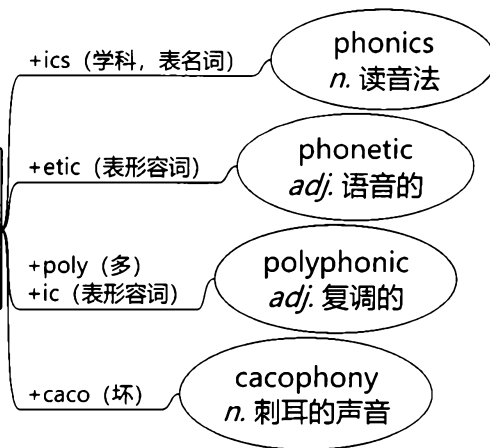 +ics（学科，表名词）
phonics
n. 读音法
+etic（表形容词）
phonetic
adj. 语音的
+poly（多）
+ic（表形容词）
polyphonic
adj. 复调的
+caco（坏）
cacophony
n. 刺耳的声音